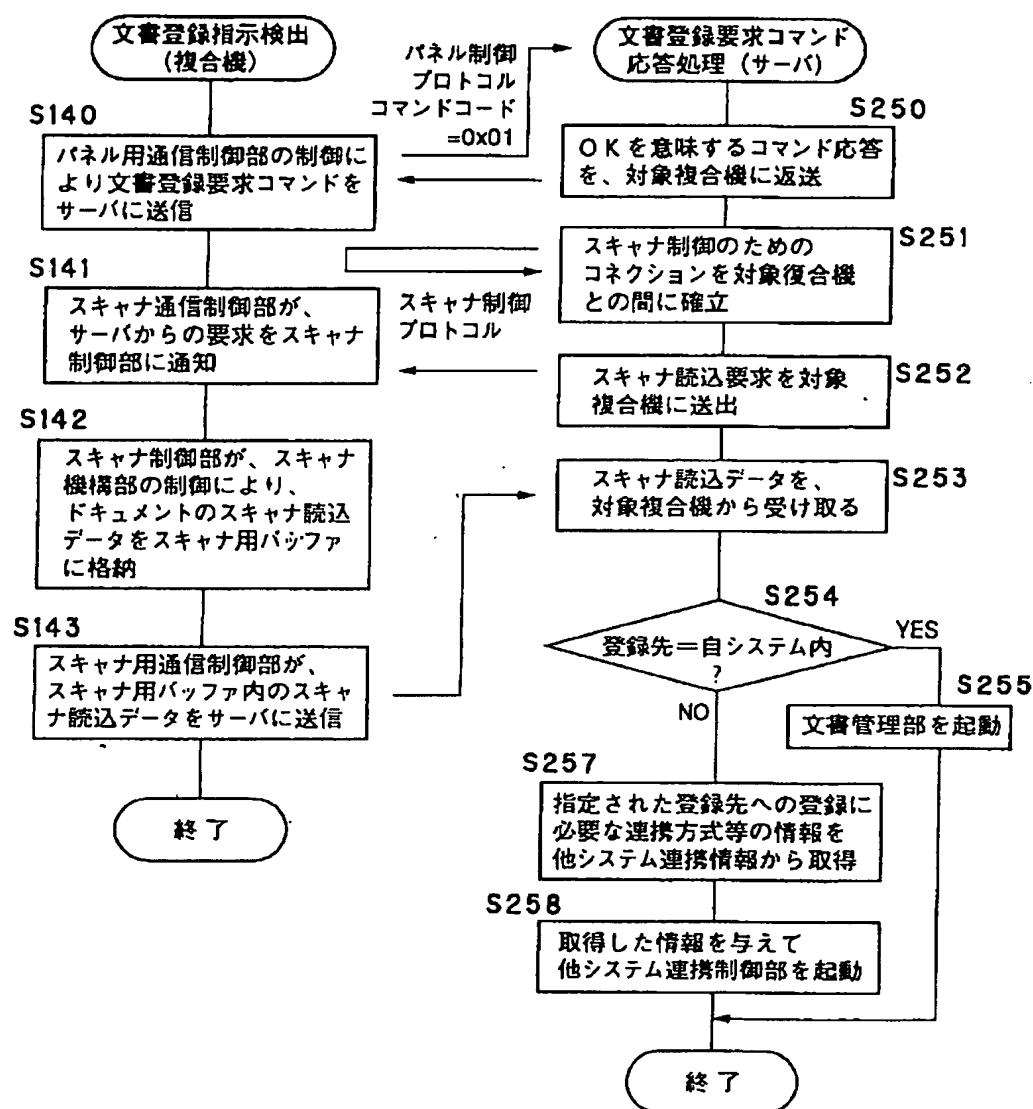 文書登録指示検出
(複合機)
パネル制御
プロトコル
コマンドコード
=0x01
文書登録要求コマンド
応答処理 (サーバ)
S140
パネル用通信制御部の制御に
より文書登録要求コマンドを
サーバに送信
S250
OKを意味するコマンド応答
を、対象複合機に返送
S251
スキャナ制御のための
コネクションを対象復合機
との間に確立
S141
スキャナ通信制御部が、
サーバからの要求をスキャナ
制御部に通知
スキャナ制御
プロトコル
S252
スキャナ読込要求を対象
複合機に送出
S142
スキャナ制御部が、スキャナ
機構部の制御により、
ドキュメントのスキャナ読込
データをスキャナ用バッファ
に格納
S253
スキャナ読込データを、
対象複合機から受け取る
S143
スキャナ用通信制御部が、
スキャナ用バッファ内のスキャ
ナ読込データをサーバに送信
終了
S254
登録先=自システム内
?
YES
NO
S255
文書管理部を起動
S257
指定された登録先への登録に
必要な連携方式等の情報を
他システム連携情報から取得
S258
取得した情報を与えて
他システム連携制御部を起動
終了